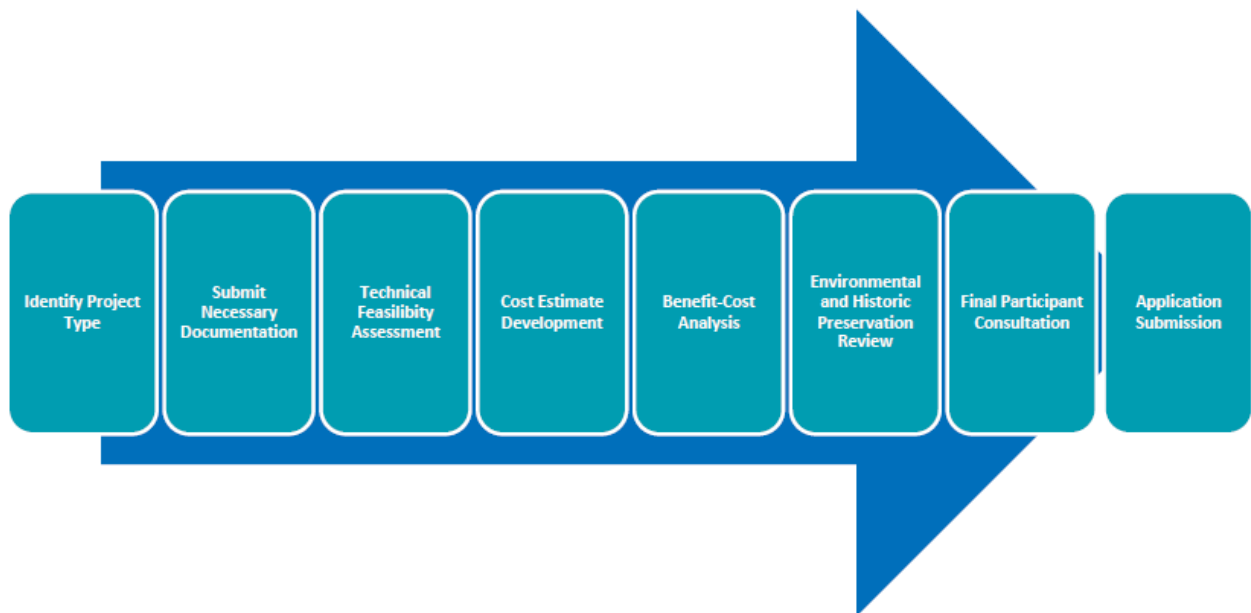 Identify Project
Type
Submit
Necessary
Documentation
Technical
Feasilibity
Assessment
Cost Estimate
Development
Benefit-Cost
Analysis
Environmental
and Historic
Preservation
Review
Final Participant
Consultation
Application
Submission